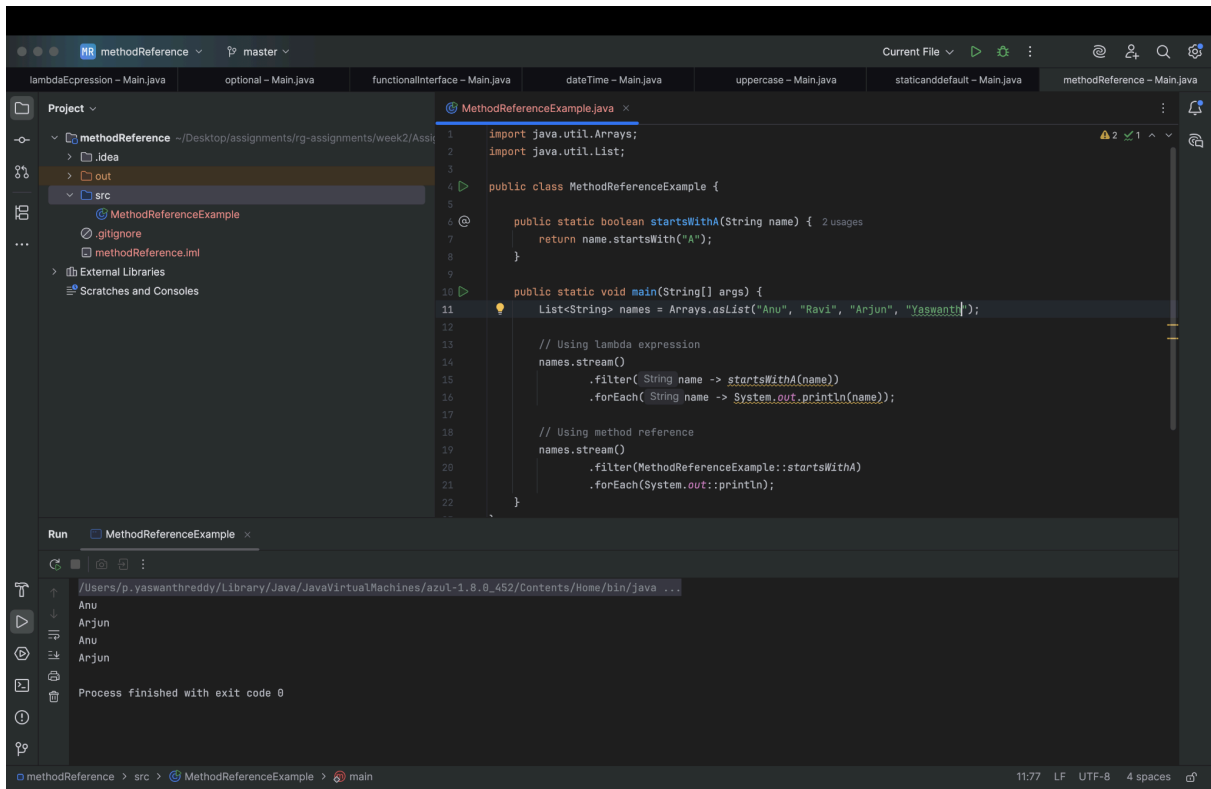 MR methodReference master Current File
lambdaEcpression – Main.java optional – Main.java functionalInterface – Main.java dateTime – Main.java uppercase – Main.java staticanddefault – Main.java methodReference – Main.java
Project
methodReference ~/Desktop/assignments/rg-assignments/week2/Assi
.idea
out
src
MethodReferenceExample
.gitignore
methodReference.iml
External Libraries
Scratches and Consoles
MethodReferenceExample.java
2 1
1 import java.util.Arrays;
2 import java.util.List;
3
4 public class MethodReferenceExample {
5
6 public static boolean startsWithA(String name) { 2 usages
7 return name.startsWith("A");
8 }
9
10 public static void main(String[] args) {
11 List<String> names = Arrays.asList("Anu", "Ravi", "Arjun", "Yaswanth");
12
13 // Using lambda expression
14 names.stream()
15 .filter( String name -> startsWithA(name))
16 .forEach( String name -> System.out.println(name));
17
18 // Using method reference
19 names.stream()
20 .filter(MethodReferenceExample::startsWithA)
21 .forEach(System.out::println);
22 }
Run MethodReferenceExample
/Users/p.yaswanthreddy/Library/Java/JavaVirtualMachines/azul-1.8.0_452/Contents/Home/bin/java ...
Anu
Arjun
Anu
Arjun
Process finished with exit code 0
methodReference > src > MethodReferenceExample > main 11:77 LF UTF-8 4 spaces